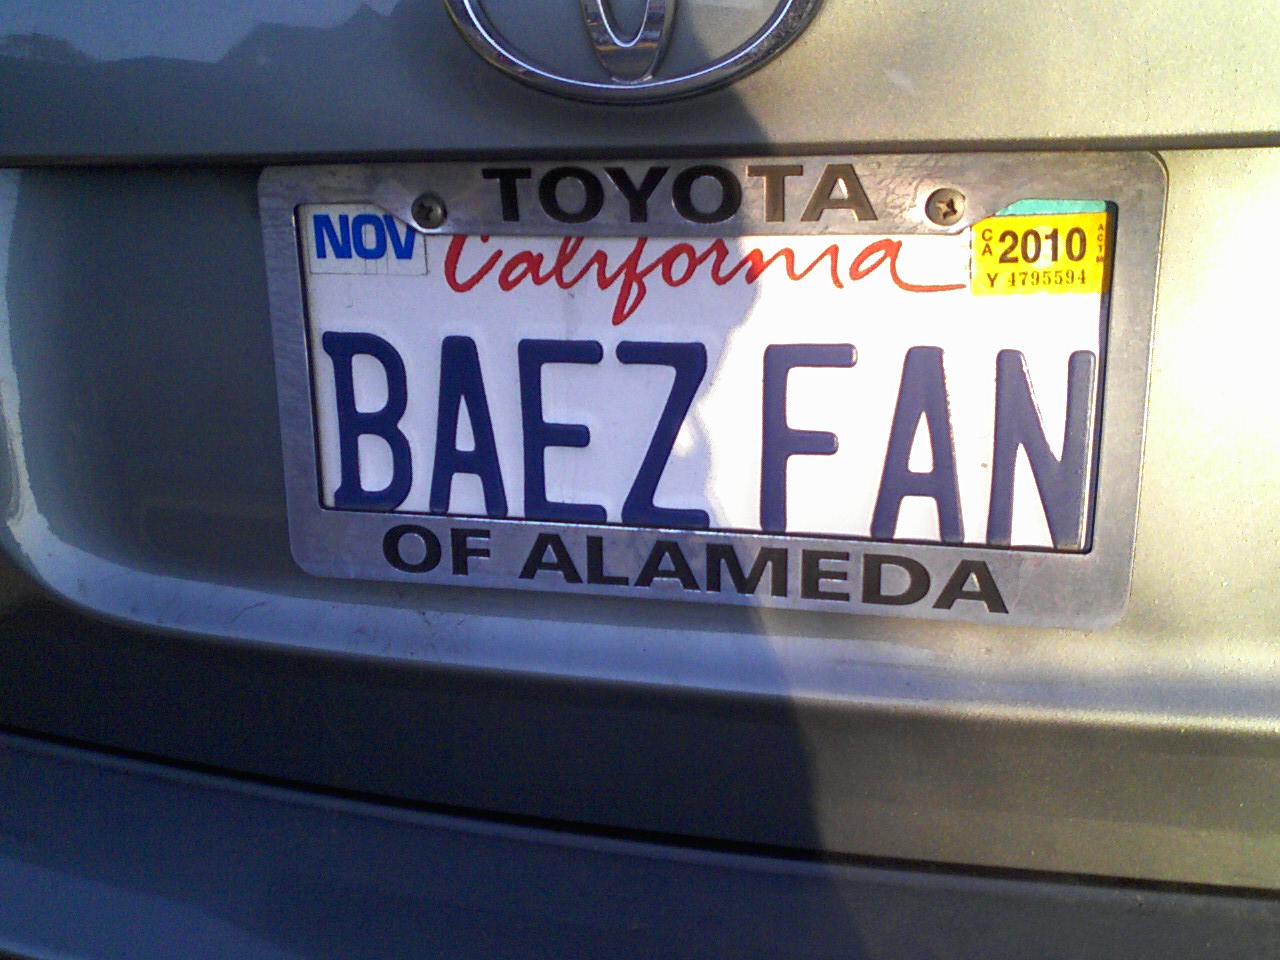 TOYOTA
NOV
California
CA 2010
Y 4795594
BAEZ FAN
OF ALAMEDA